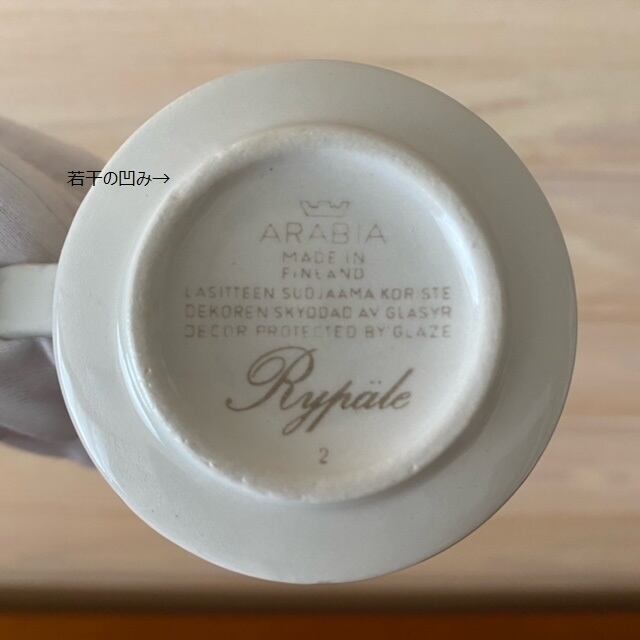 若干の凹み→
ARABIA
MADE IN
FINLAND
LASITTEEN SUOJAAMA KORISTE
DEKOREN SKYDDAD AV GLASYR
DECOR PROTECTED BY GLAZE
Rypäle
2